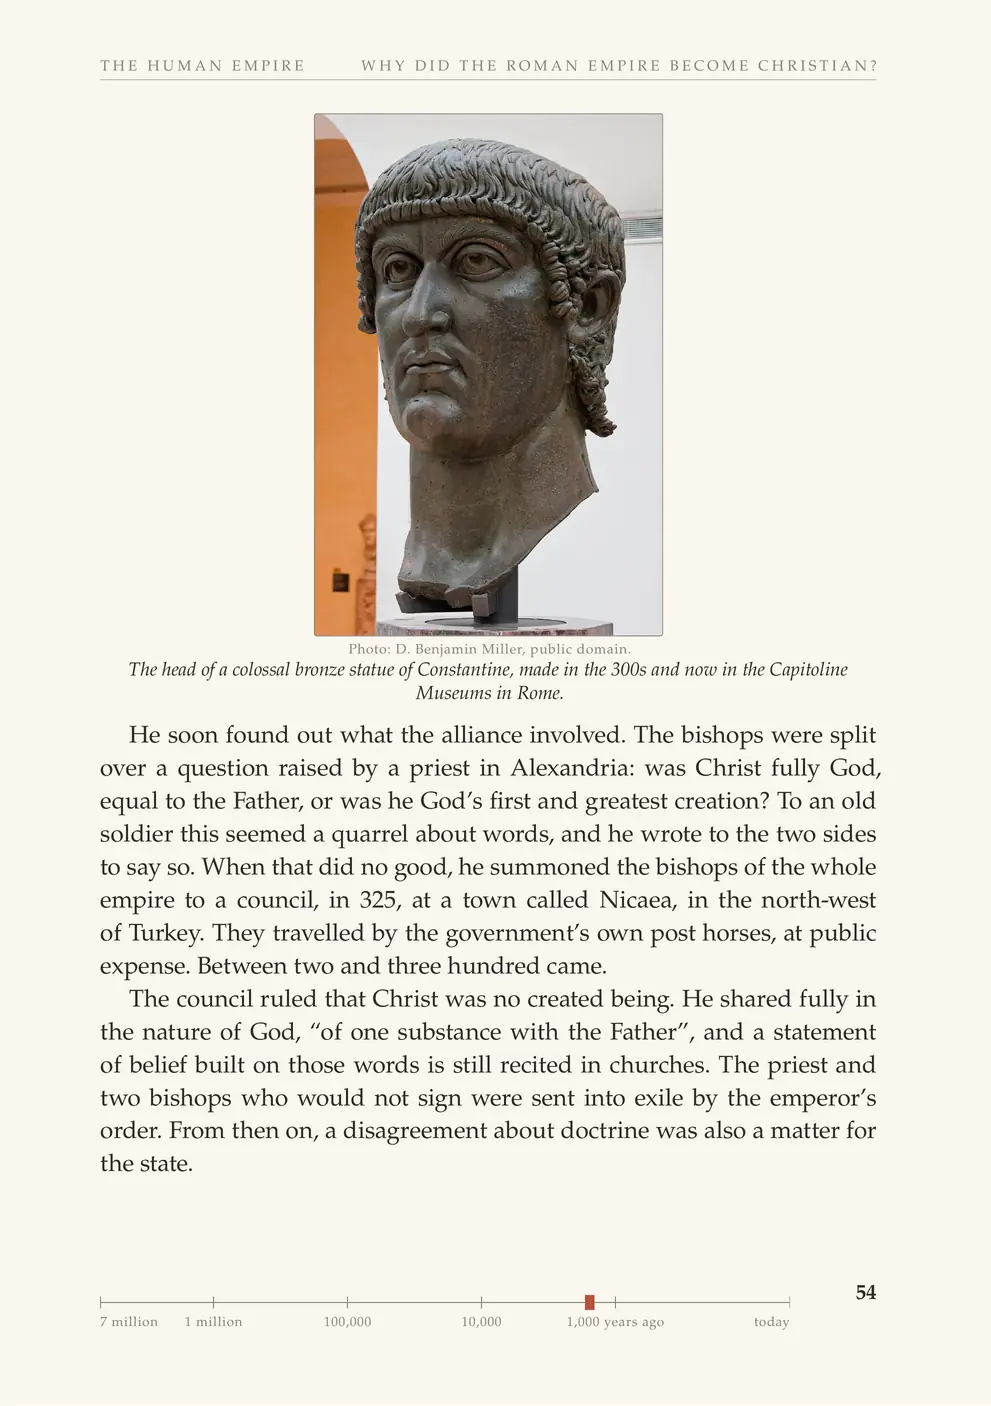 THE HUMAN EMPIRE
WHY DID THE ROMAN EMPIRE BECOME CHRISTIAN?
Photo: D. Benjamin Miller, public domain.
The head of a colossal bronze statue of Constantine, made in the 300s and now in the Capitoline
Museums in Rome.
He soon found out what the alliance involved. The bishops were split
over a question raised by a priest in Alexandria: was Christ fully God,
equal to the Father, or was he God’s first and greatest creation? To an old
soldier this seemed a quarrel about words, and he wrote to the two sides
to say so. When that did no good, he summoned the bishops of the whole
empire to a council, in 325, at a town called Nicaea, in the north-west
of Turkey. They travelled by the government’s own post horses, at public
expense. Between two and three hundred came.
The council ruled that Christ was no created being. He shared fully in
the nature of God, “of one substance with the Father”, and a statement
of belief built on those words is still recited in churches. The priest and
two bishops who would not sign were sent into exile by the emperor’s
order. From then on, a disagreement about doctrine was also a matter for
the state.
54
7 million 1 million 100,000 10,000 1,000 years ago today